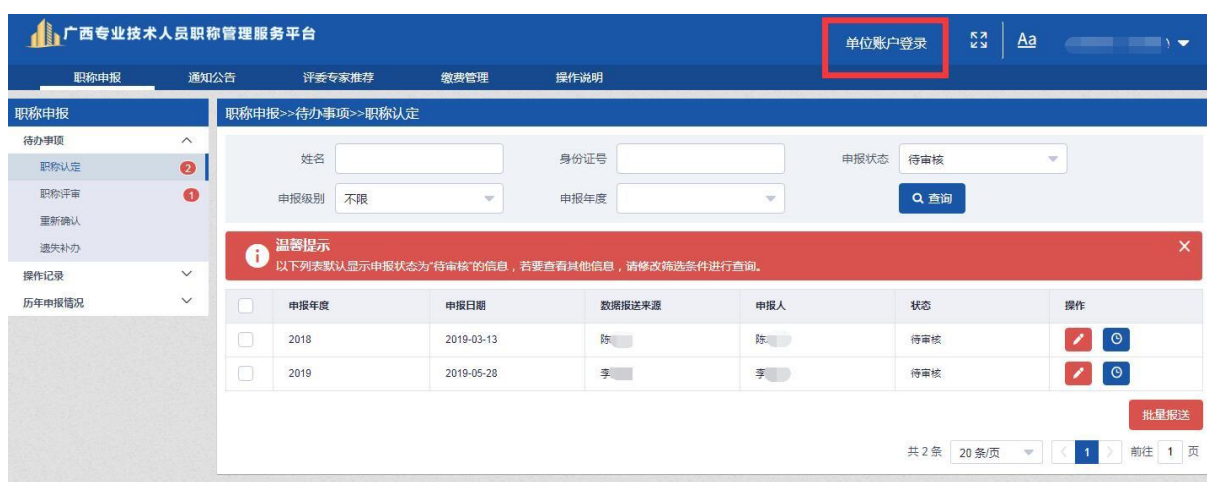 广西专业技术人员职称管理服务平台
单位账户登录 Aa
职称申报 通知公告 评委专家推荐 缴费管理 操作说明
职称申报 职称申报>>待办事项>>职称认定
待办事项
姓名 身份证号 申报状态 待审核
职称认定 2
职称评审 1
申报级别 不限 申报年度 查询
重新确认
遗失补办
温馨提示
以下列表默认显示申报状态为“待审核”的信息，若要查看其他信息，请修改筛选条件进行查询。
操作记录
历年申报情况
申报年度 申报日期 数据报送来源 申报人 状态 操作
2018 2019-03-13 陈 陈 待审核
2019 2019-05-28 李 李 待审核
批量报送
共 2 条 20 条/页 1 前往 1 页